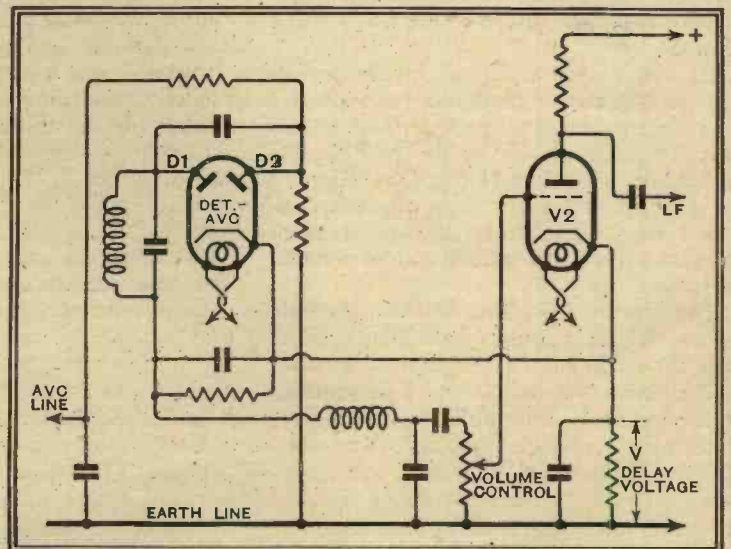 +
D1
D2
DET.-
AVC
V2
LF
AVC
LINE
V
DELAY
VOLTAGE
VOLUME
CONTROL
EARTH LINE